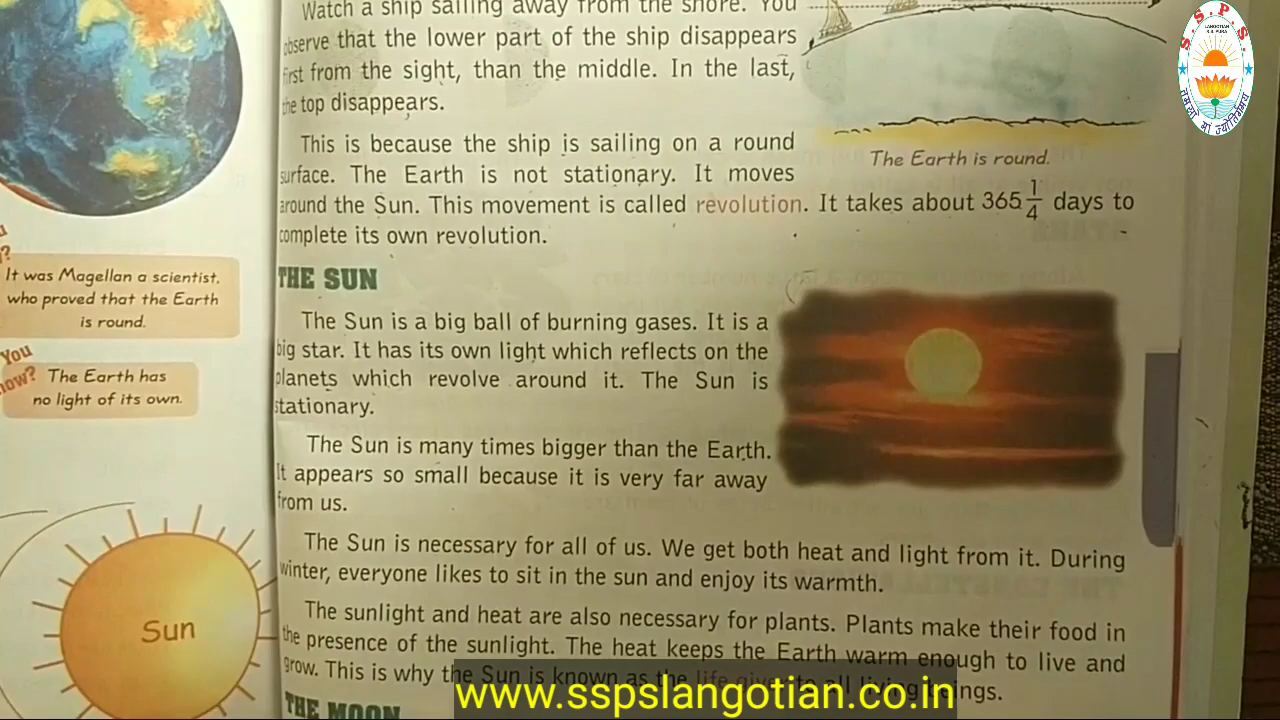 Watch a ship sailing away from the shore. You
observe that the lower part of the ship disappears
first from the sight, than the middle. In the last,
the top disappears.
This is because the ship is sailing on a round
surface. The Earth is not stationary. It moves
around the Sun. This movement is called revolution. It takes about 365 1/4 days to
complete its own revolution.
The Earth is round.
THE SUN
The Sun is a big ball of burning gases. It is a
big star. It has its own light which reflects on the
planets which revolve around it. The Sun is
stationary.
The Sun is many times bigger than the Earth.
It appears so small because it is very far away
from us.
The Sun is necessary for all of us. We get both heat and light from it. During
winter, everyone likes to sit in the sun and enjoy its warmth.
The sunlight and heat are also necessary for plants. Plants make their food in
the presence of the sunlight. The heat keeps the Earth warm enough to live and
grow. This is why the Sun is known as the life giver to all living beings.
THE MOON
It was Magellan a scientist,
who proved that the Earth
is round.
You
The Earth has
no light of its own.
Sun
S.P.S.
LANGOTIAN
तमसो मां ज्योतिर्गमय
www.sspslangotian.co.in